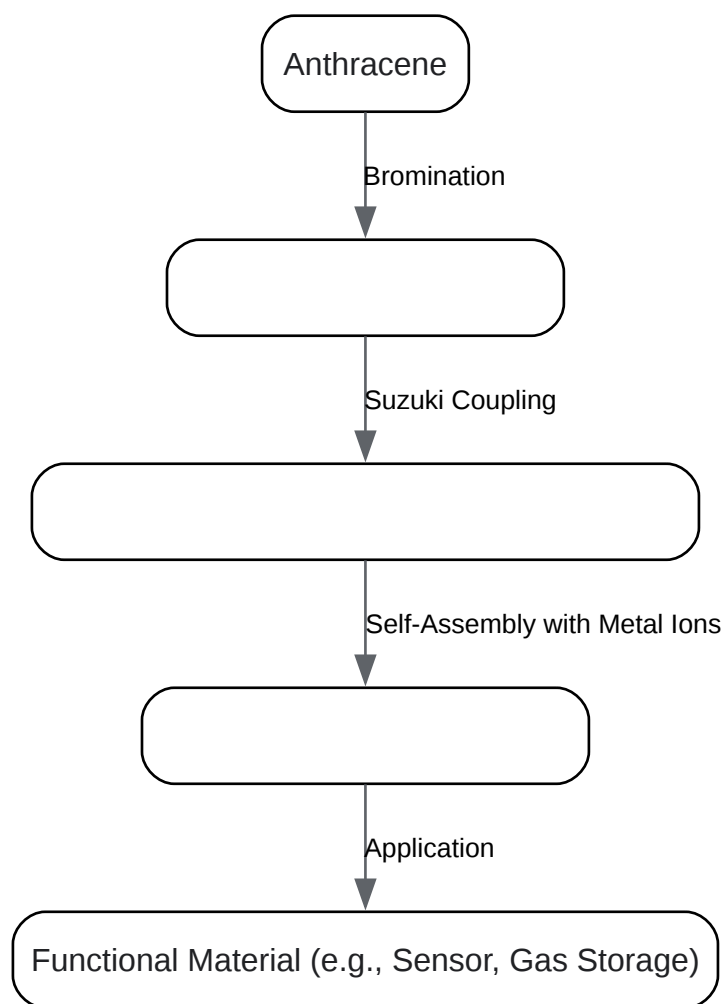 Anthracene
Bromination
Suzuki Coupling
Self-Assembly with Metal Ions
Application
Functional Material (e.g., Sensor, Gas Storage)